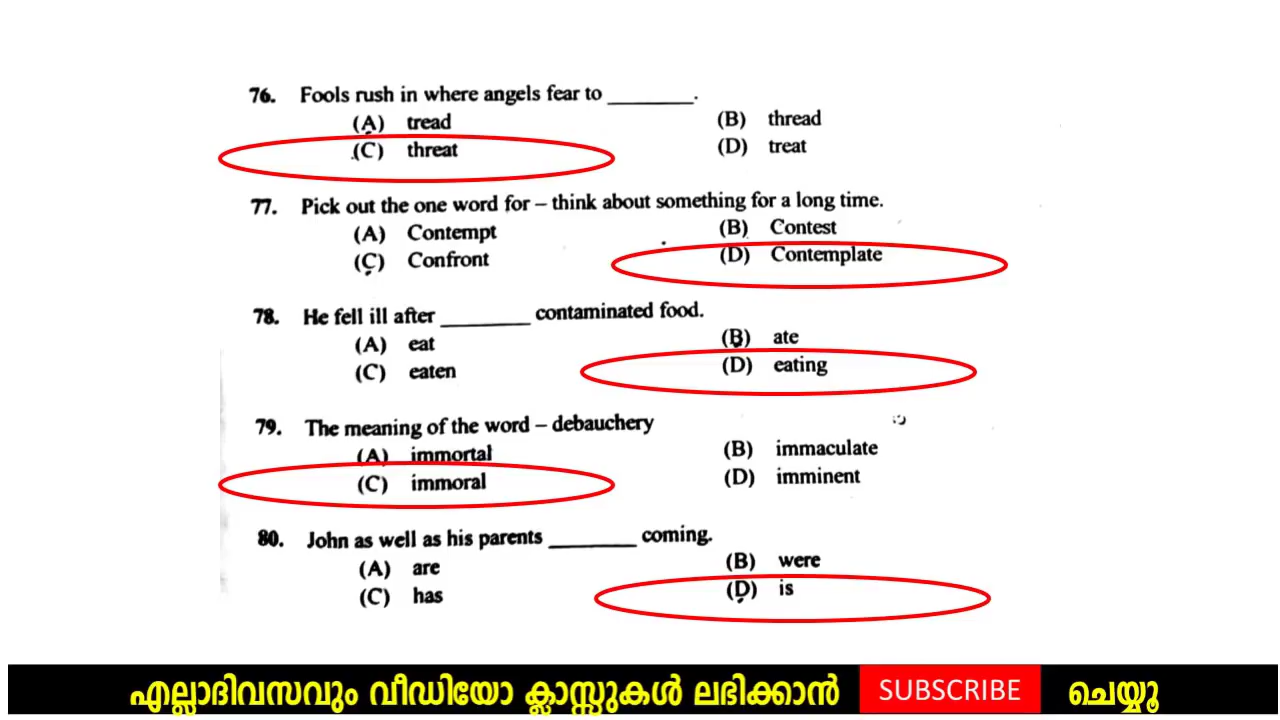 76. Fools rush in where angels fear to ________.
(A) tread (B) thread
(C) threat (D) treat
77. Pick out the one word for – think about something for a long time.
(A) Contempt (B) Contest
(C) Confront (D) Contemplate
78. He fell ill after ________ contaminated food.
(A) eat (B) ate
(C) eaten (D) eating
79. The meaning of the word – debauchery
(A) immortal (B) immaculate
(C) immoral (D) imminent
80. John as well as his parents ________ coming.
(A) are (B) were
(C) has (D) is
എല്ലാദിവസവും വീഡിയോ ക്ലാസ്സുകൾ ലഭിക്കാൻ SUBSCRIBE ചെയ്യൂ